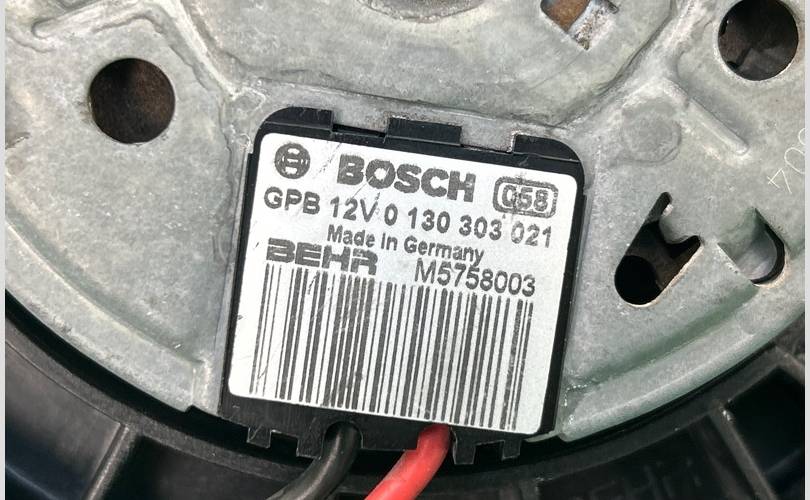 BOSCH 058
GPB 12V 0 130 303 021
Made in Germany
BEHR M5758003